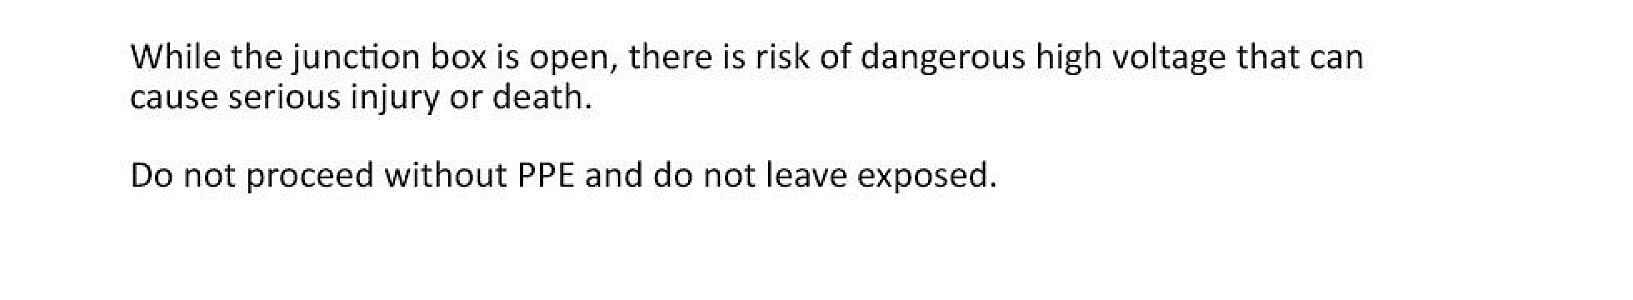 While the junction box is open, there is risk of dangerous high voltage that can
cause serious injury or death.
Do not proceed without PPE and do not leave exposed.